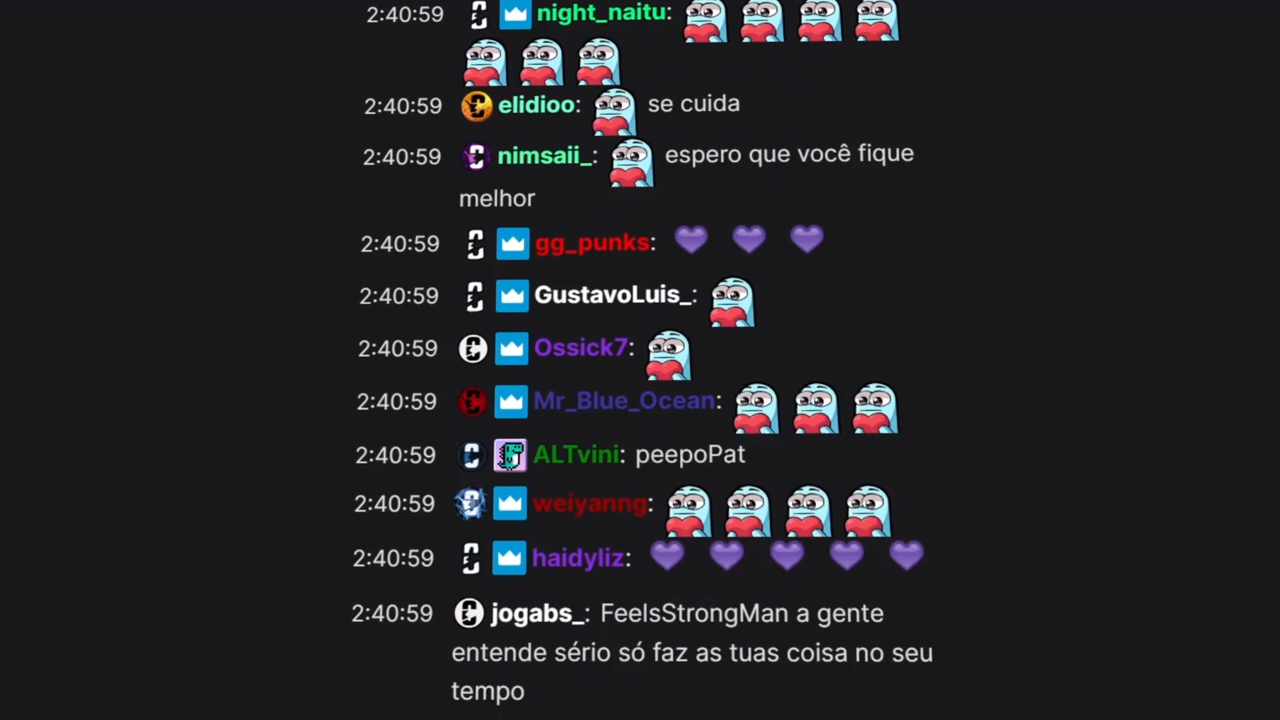 2:40:59 night_naitu:
2:40:59 elidioo: se cuida
2:40:59 nimsaii_: espero que você fique
melhor
2:40:59 gg_punks: 💜 💜 💜
2:40:59 GustavoLuis_:
2:40:59 Ossick7:
2:40:59 Mr_Blue_Ocean:
2:40:59 ALTvini: peepoPat
2:40:59 weiyanng:
2:40:59 haidyliz: 💜 💜 💜 💜 💜
2:40:59 jogabs_: FeelsStrongMan a gente
entende sério só faz as tuas coisa no seu
tempo